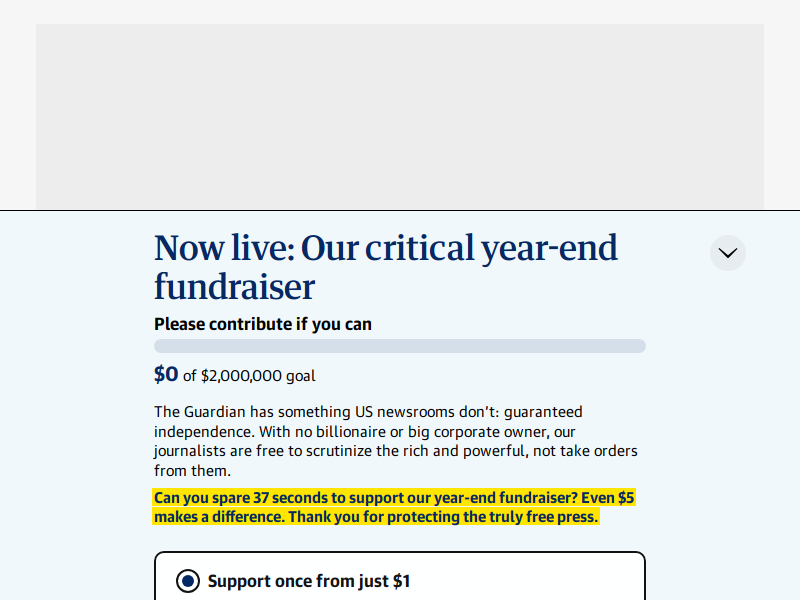 Now live: Our critical year-end
fundraiser
Please contribute if you can
$0 of $2,000,000 goal
The Guardian has something US newsrooms don’t: guaranteed
independence. With no billionaire or big corporate owner, our
journalists are free to scrutinize the rich and powerful, not take orders
from them.
Can you spare 37 seconds to support our year-end fundraiser? Even $5
makes a difference. Thank you for protecting the truly free press.
Support once from just $1